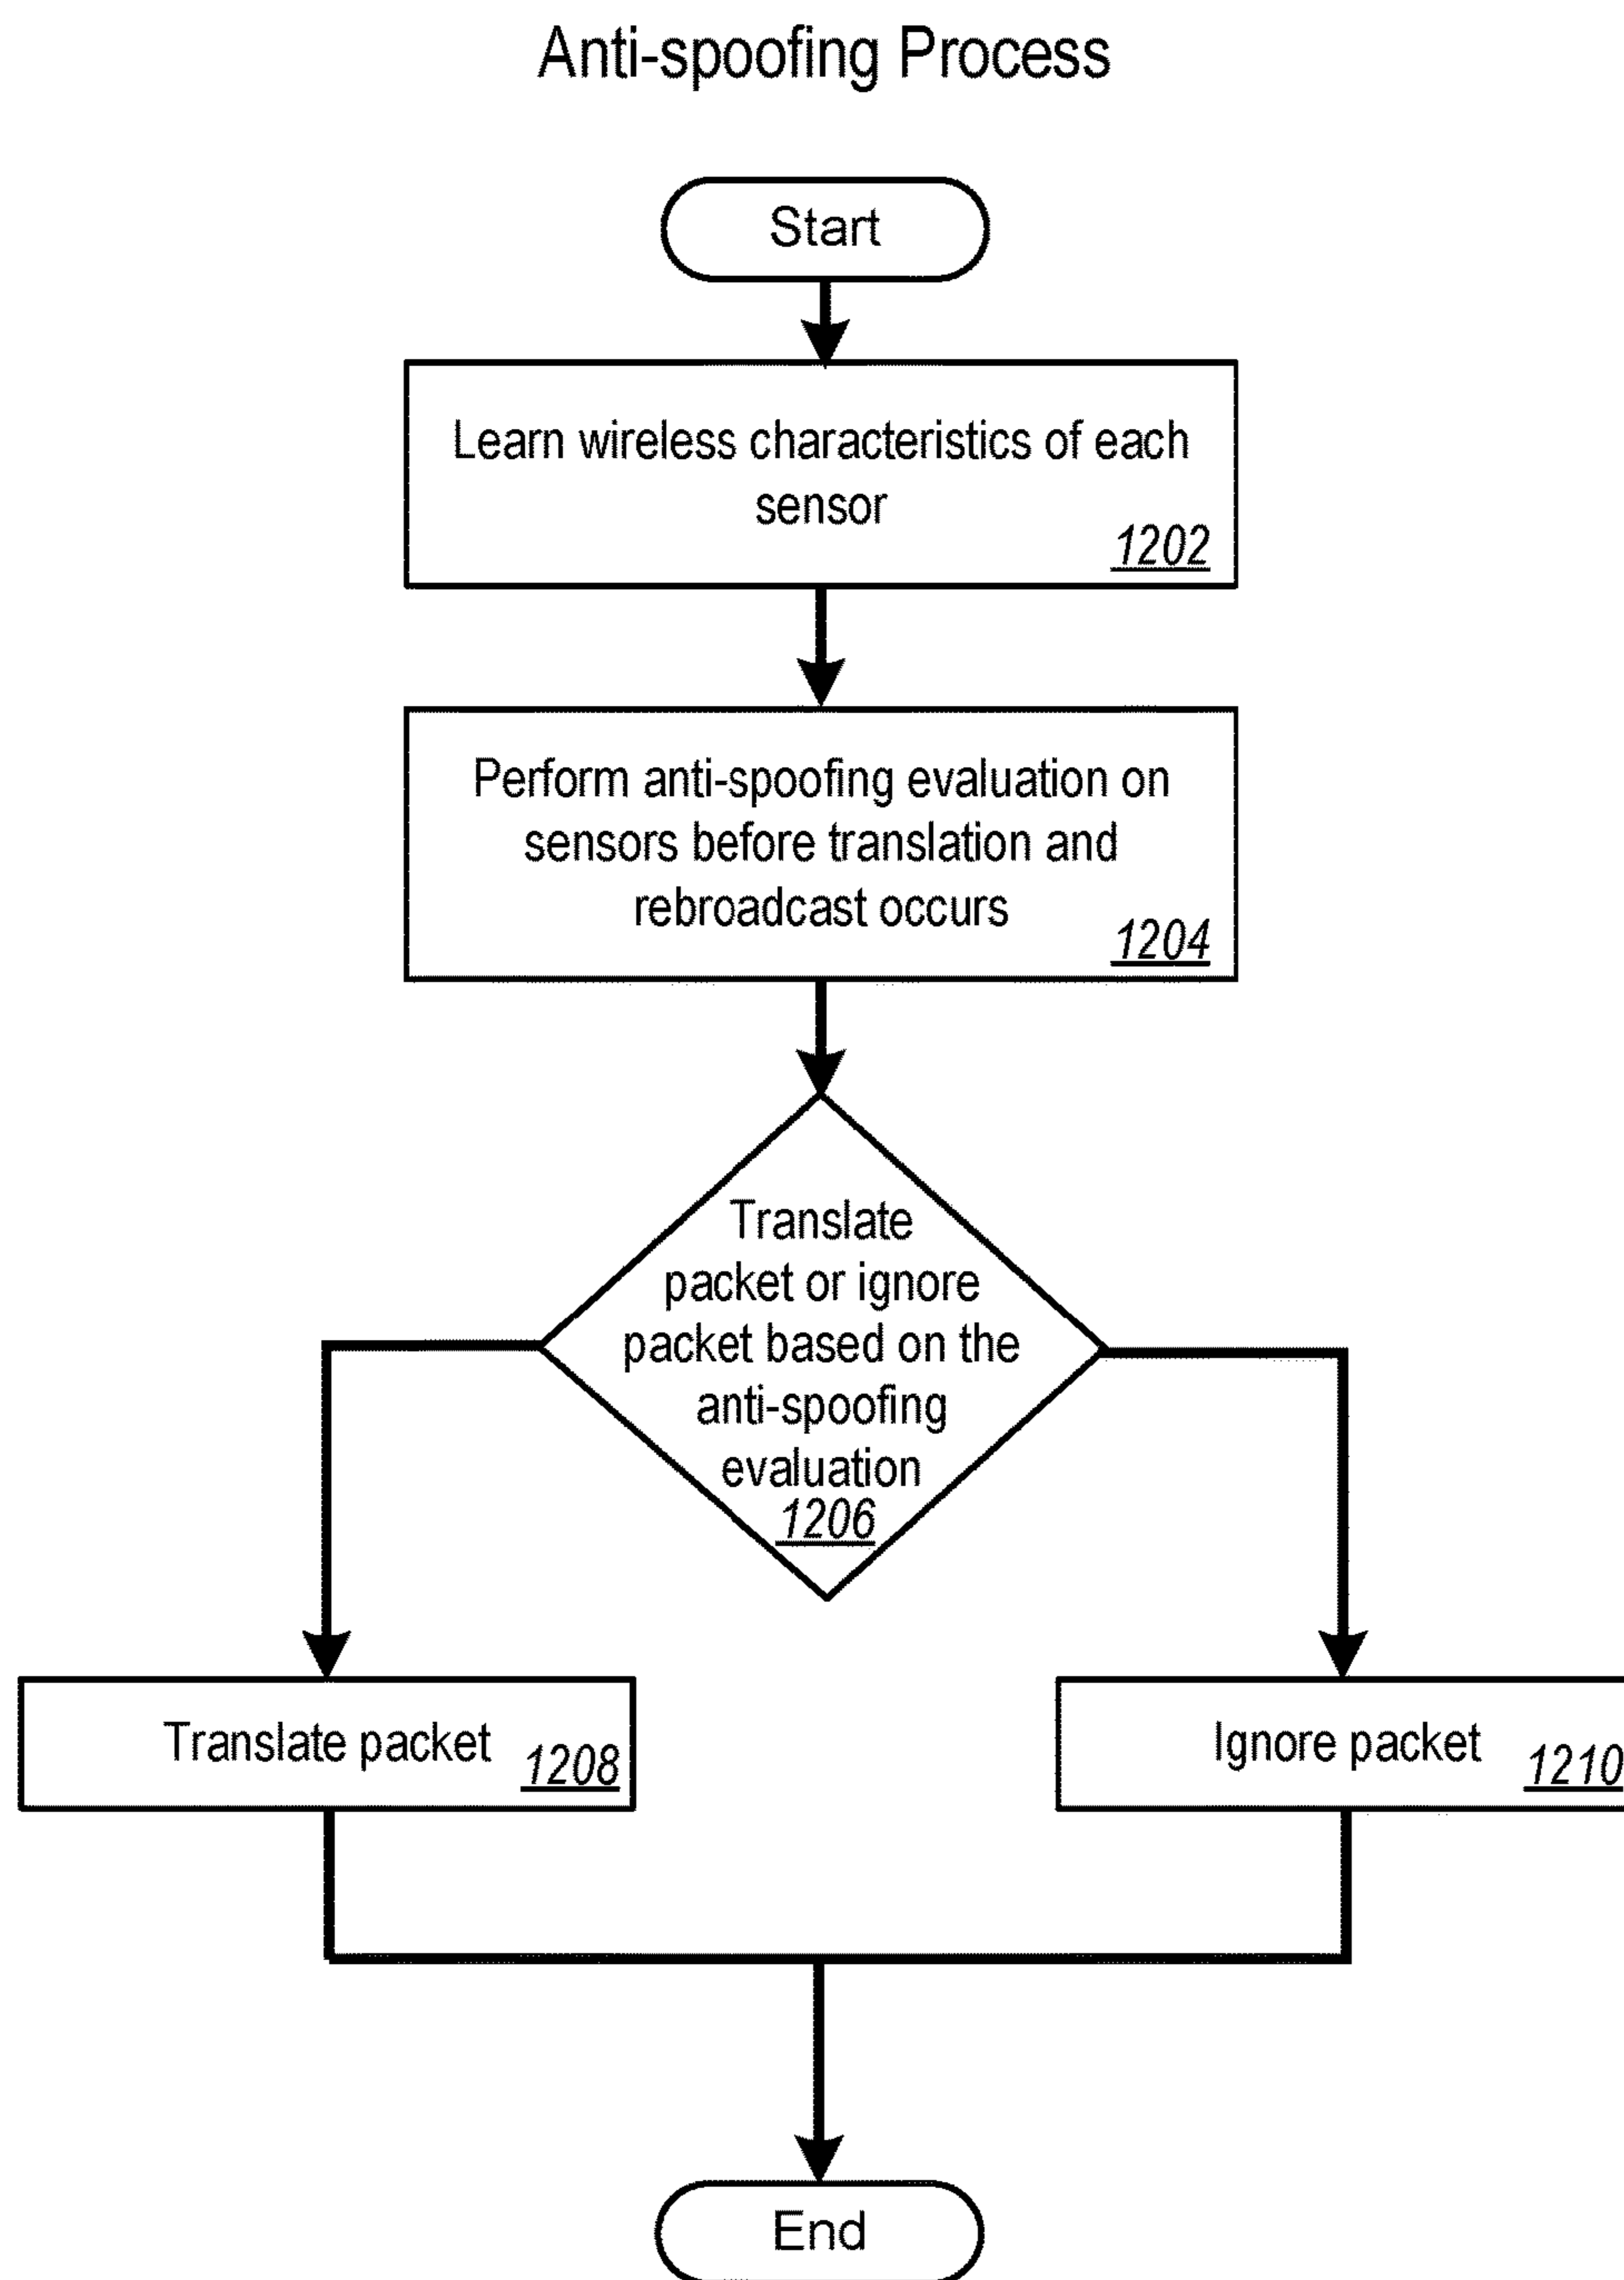 Anti-spoofing Process
Start
Learn wireless characteristics of each
sensor
1202
Perform anti-spoofing evaluation on
sensors before translation and
rebroadcast occurs
1204
Translate
packet or ignore
packet based on the
anti-spoofing
evaluation
1206
Translate packet
1208
Ignore packet
1210
End